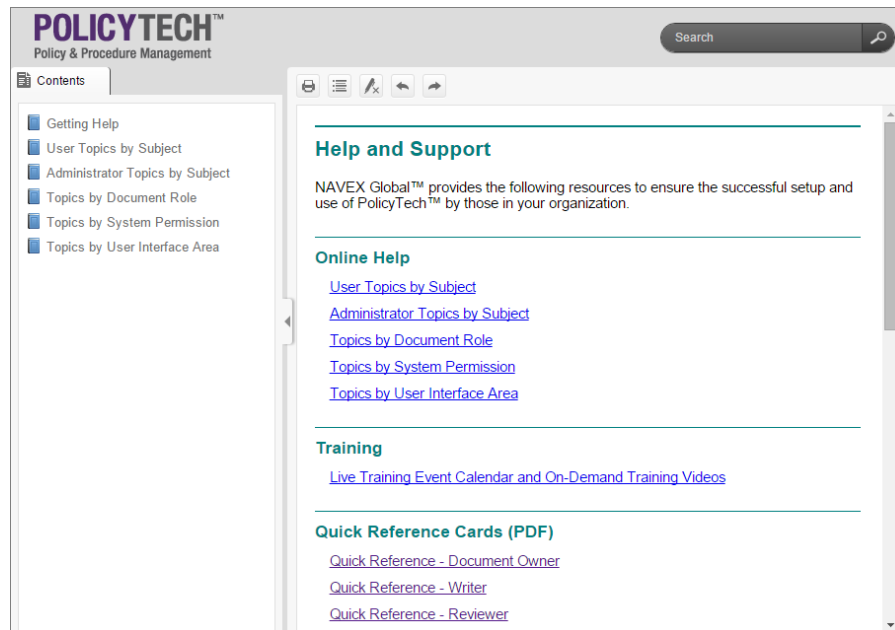 POLICYTECH™
Policy & Procedure Management
Search
Contents
Getting Help
User Topics by Subject
Administrator Topics by Subject
Topics by Document Role
Topics by System Permission
Topics by User Interface Area
Help and Support
NAVEX Global™ provides the following resources to ensure the successful setup and
use of PolicyTech™ by those in your organization.
Online Help
User Topics by Subject
Administrator Topics by Subject
Topics by Document Role
Topics by System Permission
Topics by User Interface Area
Training
Live Training Event Calendar and On-Demand Training Videos
Quick Reference Cards (PDF)
Quick Reference - Document Owner
Quick Reference - Writer
Quick Reference - Reviewer